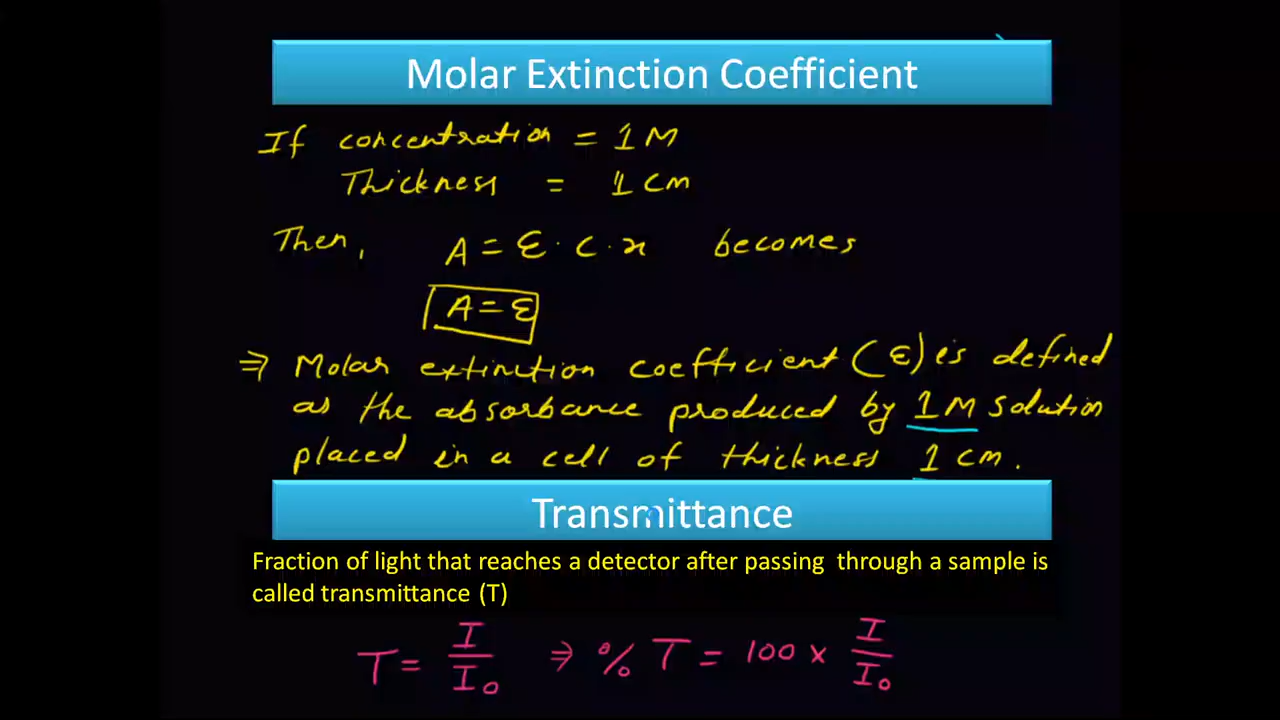 Molar Extinction Coefficient
If concentration = 1 M
Thickness = 1 cm
Then, A = ε · c · x becomes
A = ε
⇒ Molar extinction coefficient (ε) is defined
as the absorbance produced by 1M solution
placed in a cell of thickness 1 cm.
Transmittance
Fraction of light that reaches a detector after passing through a sample is
called transmittance (T)
T = I/I₀ ⇒ % T = 100 × I/I₀